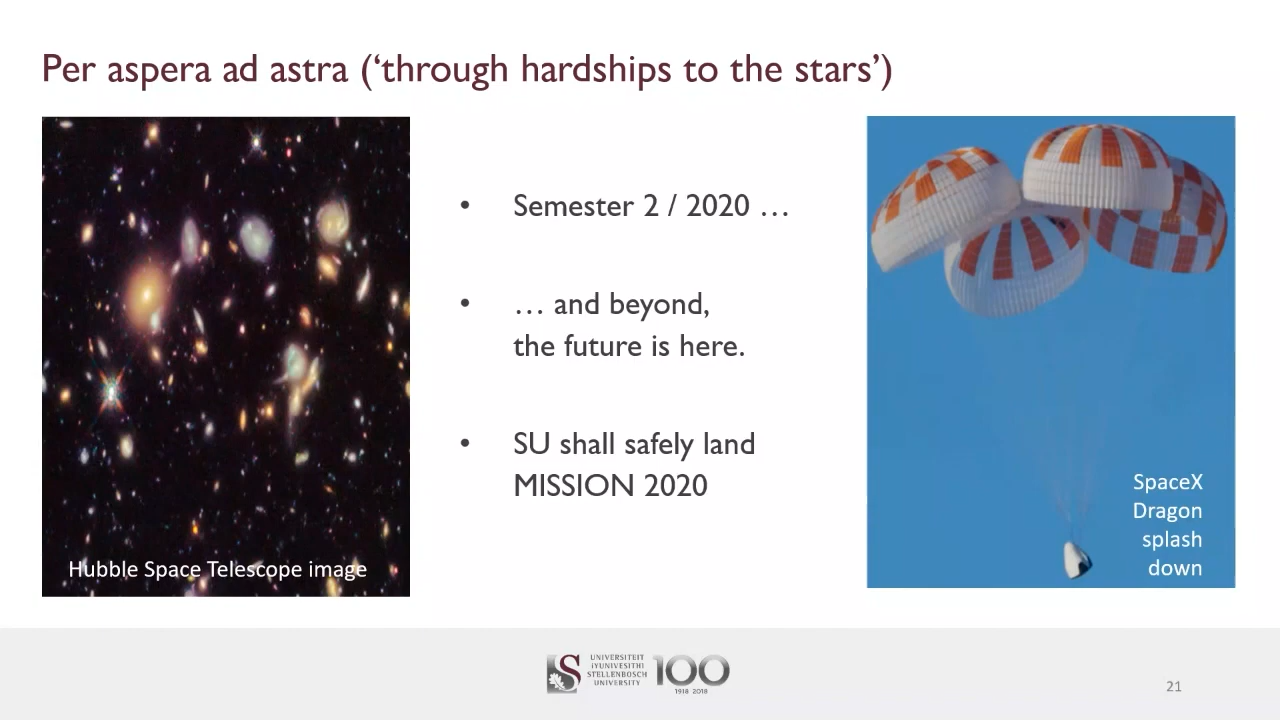 Per aspera ad astra (‘through hardships to the stars’)
Hubble Space Telescope image
• Semester 2 / 2020 …
• … and beyond,
the future is here.
• SU shall safely land
MISSION 2020
SpaceX
Dragon
splash
down
UNIVERSITEIT
IYUNIVESITHI
STELLENBOSCH
UNIVERSITY
100
1918 2018
21